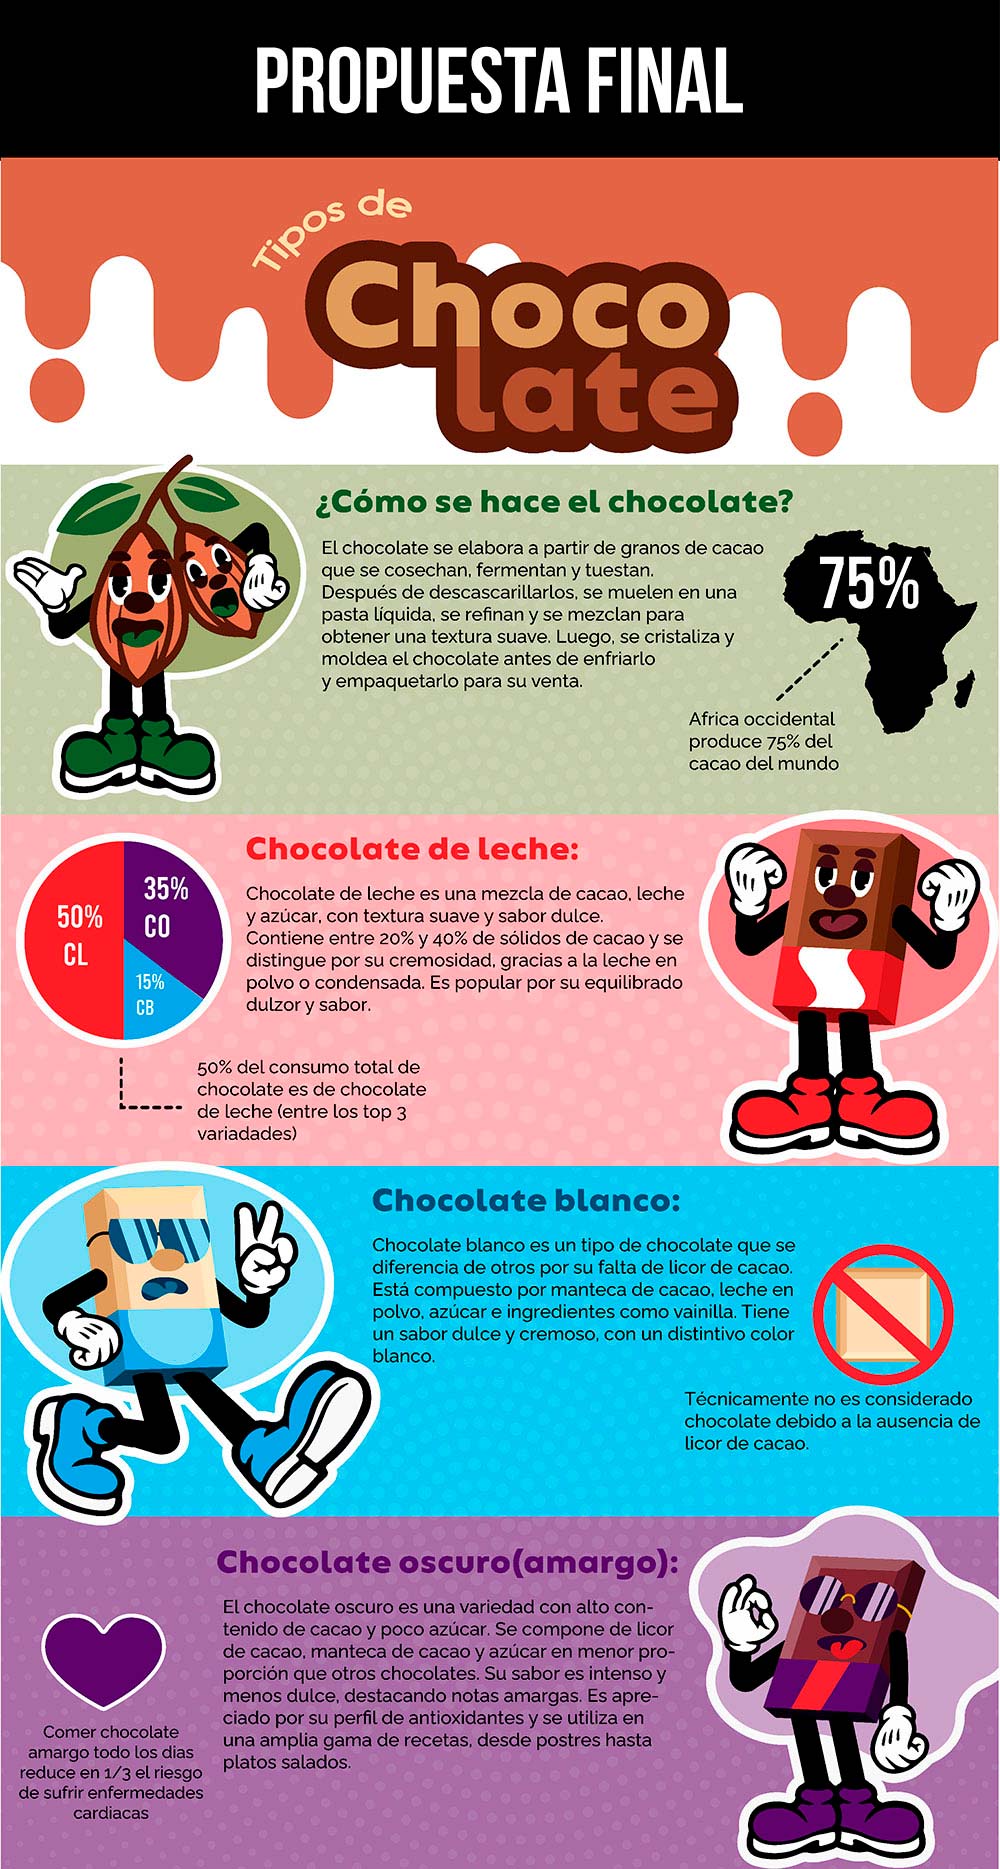 PROPUESTA FINAL
Tipos de
Choco
late
¿Cómo se hace el chocolate?
El chocolate se elabora a partir de granos de cacao
que se cosechan, fermentan y tuestan.
Después de descascarillarlos, se muelen en una
pasta líquida, se refinan y se mezclan para
obtener una textura suave. Luego, se cristaliza y
moldea el chocolate antes de enfriarlo
y empaquetarlo para su venta.
75%
Africa occidental
produce 75% del
cacao del mundo
Chocolate de leche:
50%
CL
35%
CO
15%
CB
Chocolate de leche es una mezcla de cacao, leche
y azúcar, con textura suave y sabor dulce.
Contiene entre 20% y 40% de sólidos de cacao y se
distingue por su cremosidad, gracias a la leche en
polvo o condensada. Es popular por su equilibrado
dulzor y sabor.
50% del consumo total de
chocolate es de chocolate
de leche (entre los top 3
variadades)
Chocolate blanco:
Chocolate blanco es un tipo de chocolate que se
diferencia de otros por su falta de licor de cacao.
Está compuesto por manteca de cacao, leche en
polvo, azúcar e ingredientes como vainilla. Tiene
un sabor dulce y cremoso, con un distintivo color
blanco.
Técnicamente no es considerado
chocolate debido a la ausencia de
licor de cacao.
Chocolate oscuro(amargo):
El chocolate oscuro es una variedad con alto con-
tenido de cacao y poco azúcar. Se compone de licor
de cacao, manteca de cacao y azúcar en menor pro-
porción que otros chocolates. Su sabor es intenso y
menos dulce, destacando notas amargas. Es apre-
ciado por su perfil de antioxidantes y se utiliza en
una amplia gama de recetas, desde postres hasta
platos salados.
Comer chocolate
amargo todo los dias
reduce en 1/3 el riesgo
de sufrir enfermedades
cardiacas